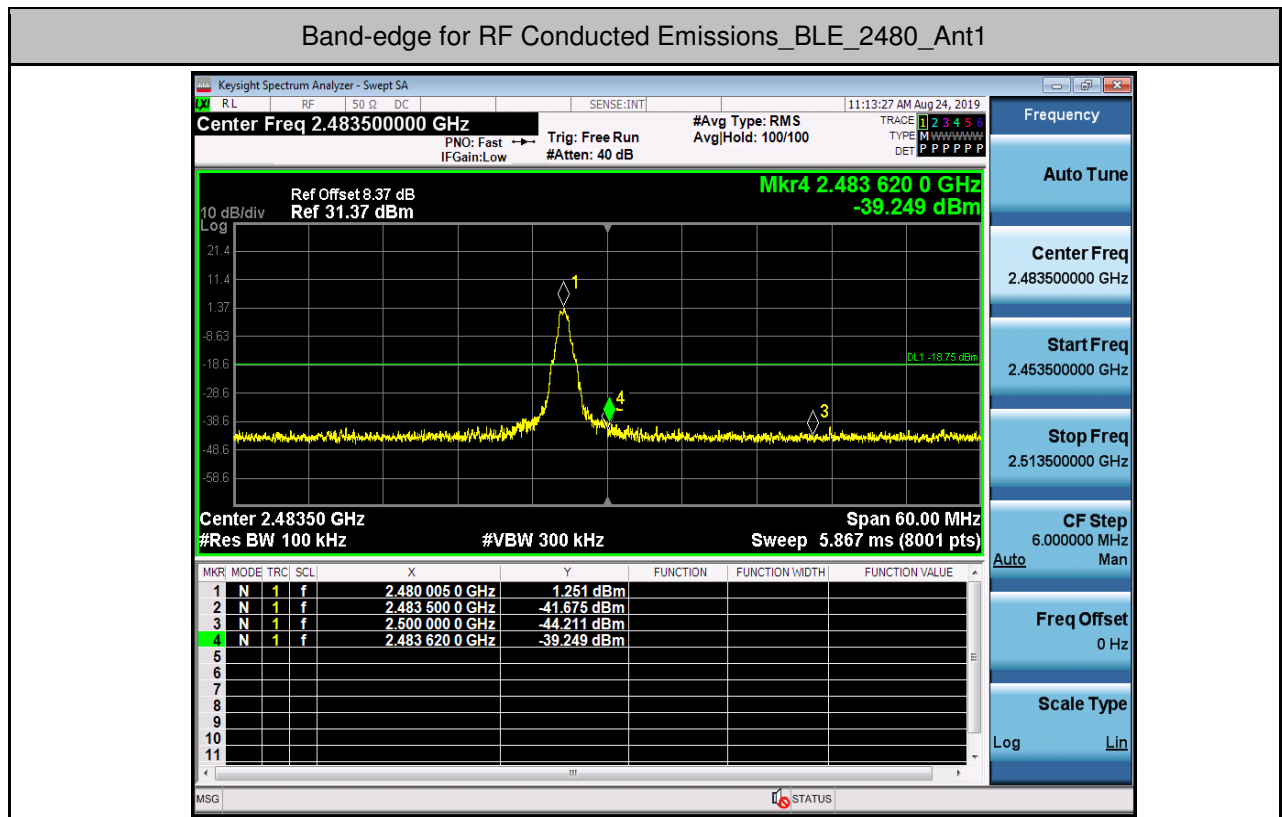 Band-edge for RF Conducted Emissions_BLE_2480_Ant1
Keysight Spectrum Analyzer - Swept SA
LXI RL RF 50 Ω DC SENSE:INT 11:13:27 AM Aug 24, 2019
Center Freq 2.483500000 GHz
PNO: Fast
IFGain:Low
Trig: Free Run
#Atten: 40 dB
#Avg Type: RMS
Avg|Hold: 100/100
TRACE 1 2 3 4 5 6
TYPE M WWWWW
DET P P P P P P
Mkr4 2.483 620 0 GHz
-39.249 dBm
Ref Offset 8.37 dB
10 dB/div Ref 31.37 dBm
Log
21.4
11.4
1.37
-8.63
-18.6
-28.6
-38.6
-48.6
-58.6
1
DL1 -18.75 dBm
4
3
Center 2.48350 GHz Span 60.00 MHz
#Res BW 100 kHz #VBW 300 kHz Sweep 5.867 ms (8001 pts)
MKR MODE TRC SCL X Y FUNCTION FUNCTION WIDTH FUNCTION VALUE
1 N 1 f 2.480 005 0 GHz 1.251 dBm
2 N 1 f 2.483 500 0 GHz -41.675 dBm
3 N 1 f 2.500 000 0 GHz -44.211 dBm
4 N 1 f 2.483 620 0 GHz -39.249 dBm
5
6
7
8
9
10
11
MSG STATUS
Frequency
Auto Tune
Center Freq
2.483500000 GHz
Start Freq
2.453500000 GHz
Stop Freq
2.513500000 GHz
CF Step
6.000000 MHz
Auto Man
Freq Offset
0 Hz
Scale Type
Log Lin